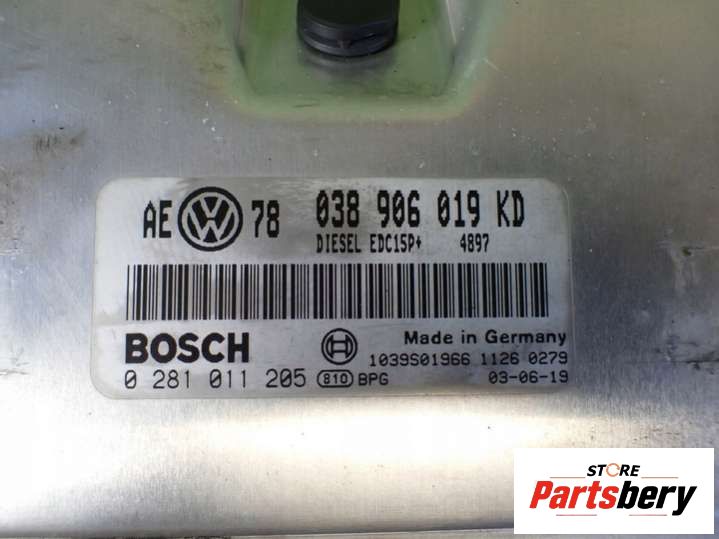 AE VW 78 038 906 019 KD
DIESEL EDC15P+ 4897
BOSCH Made in Germany
1039S01966 1126 0279
0 281 011 205 810 BPG 03-06-19
STORE
Partsbery